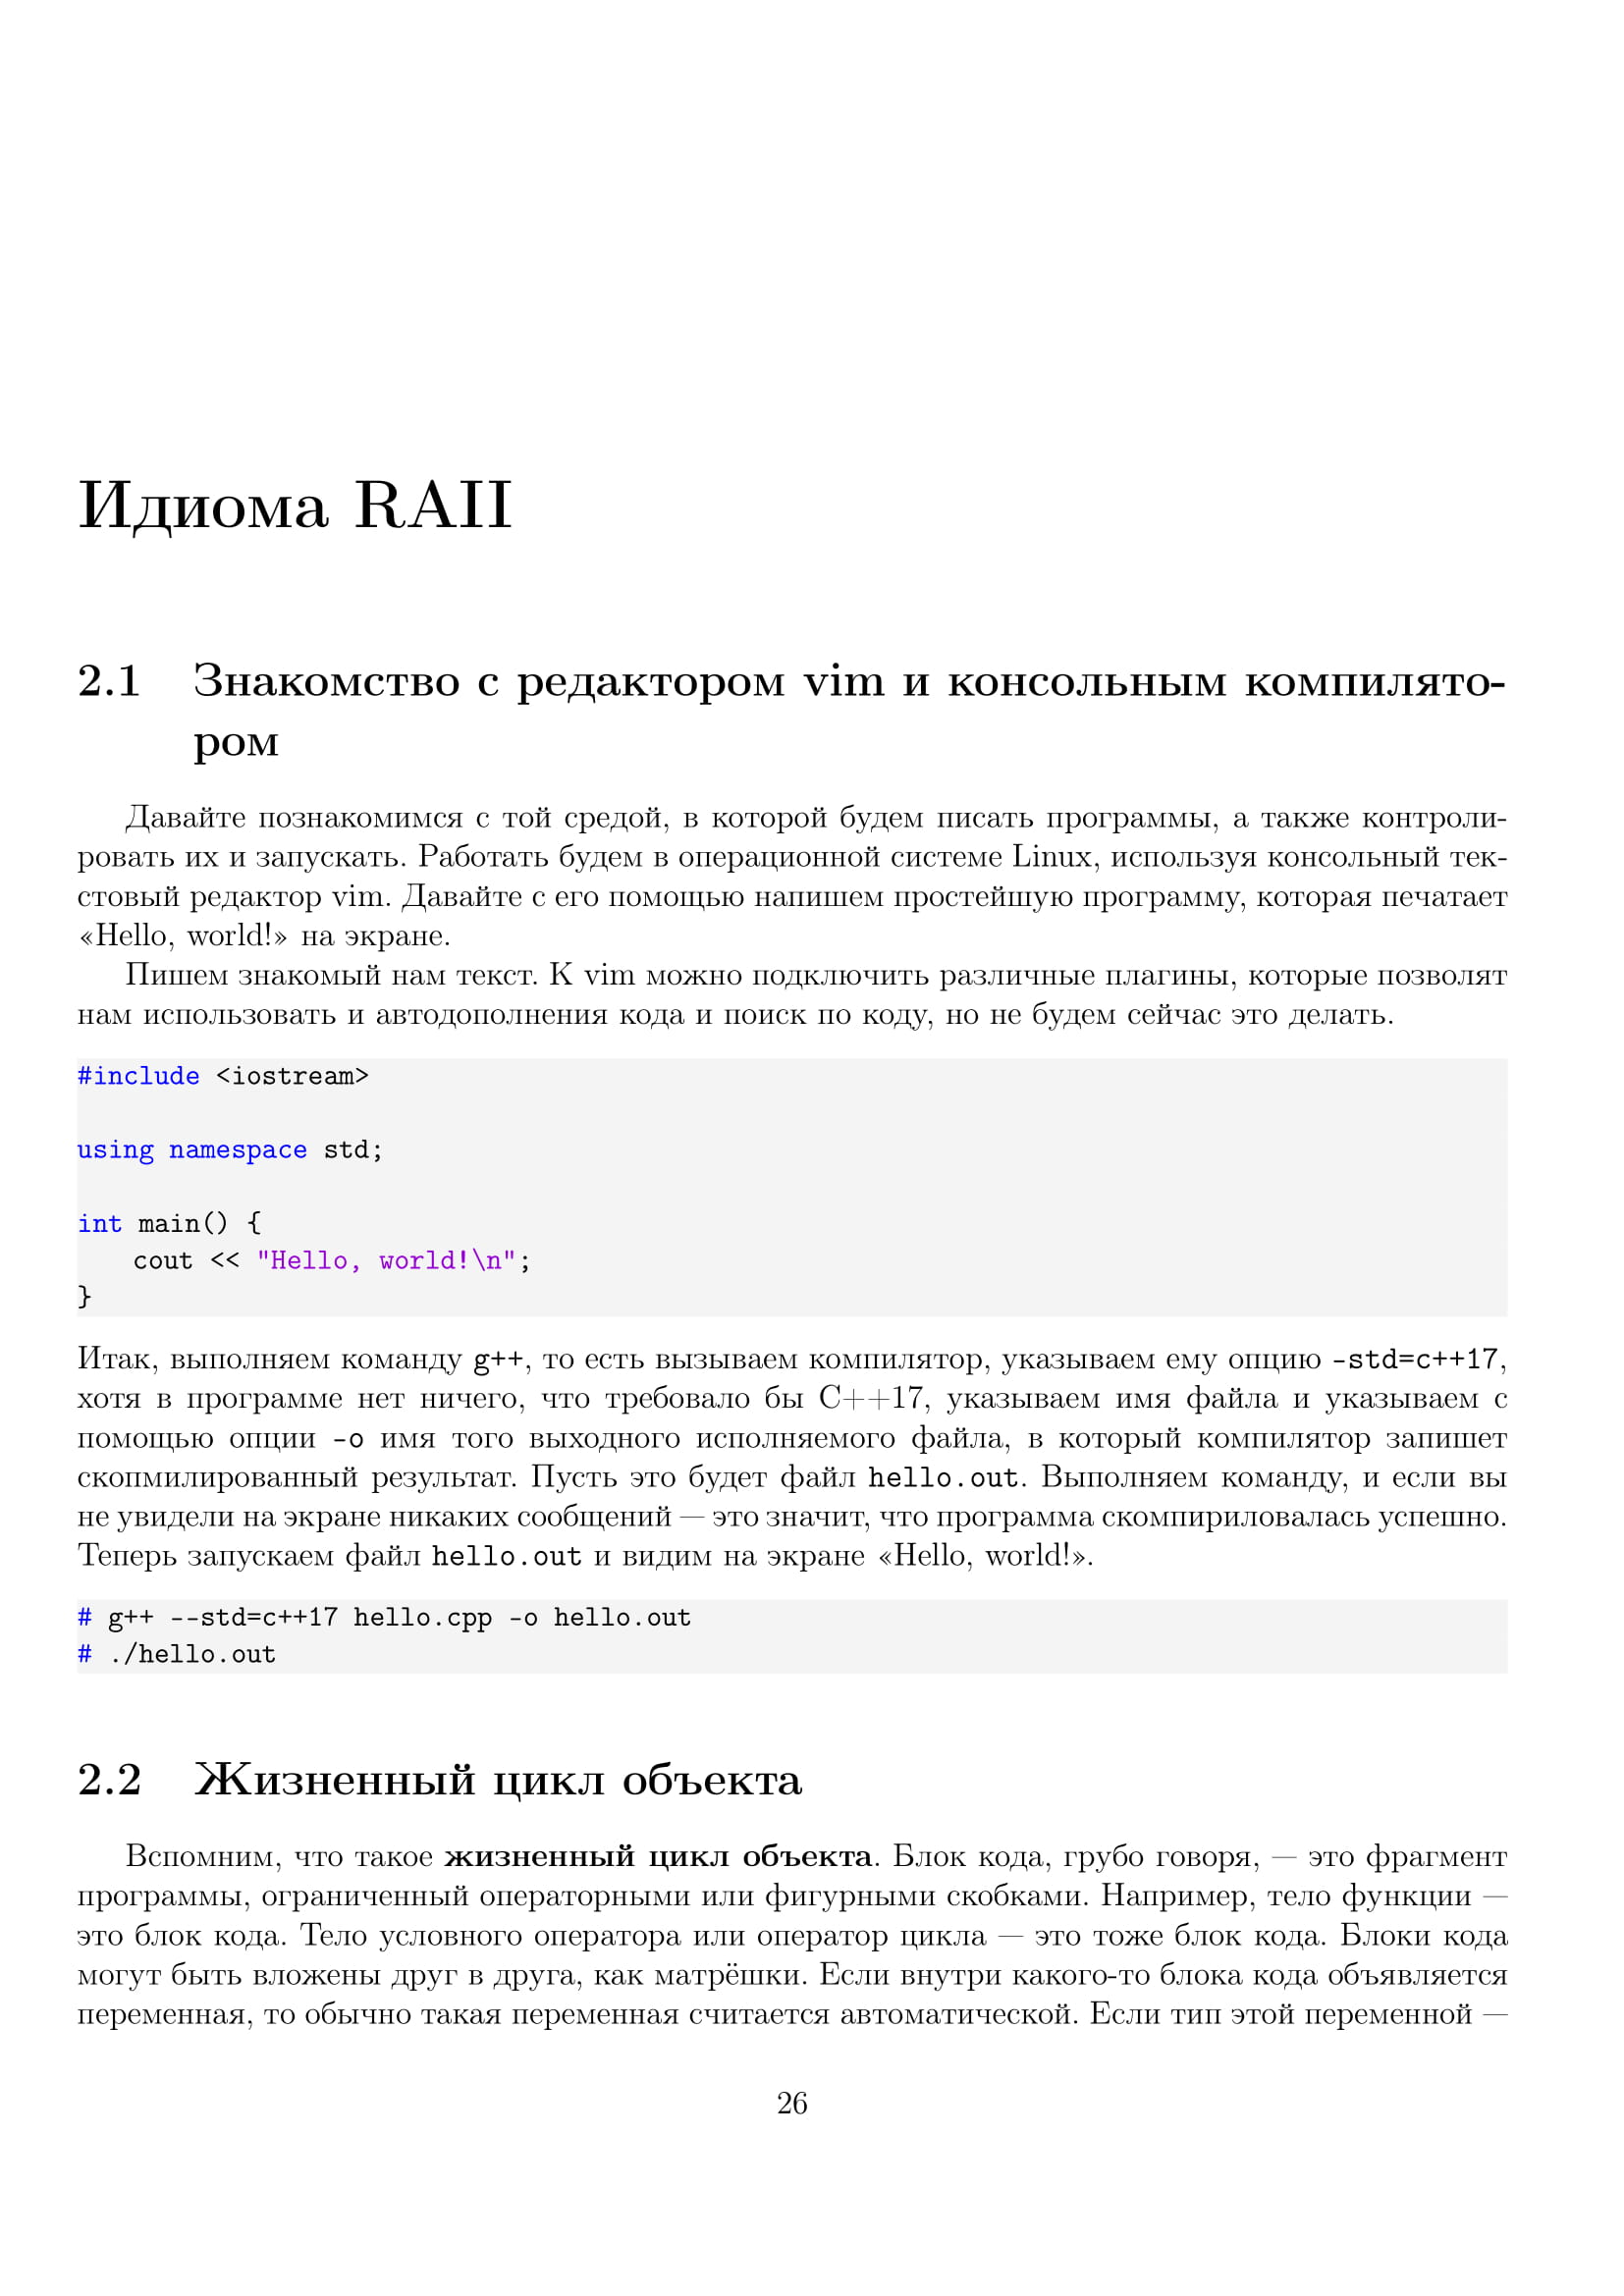 Идиома RAII
2.1 Знакомство с редактором vim и консольным компилято-
ром
Давайте познакомимся с той средой, в которой будем писать программы, а также контроли-
ровать их и запускать. Работать будем в операционной системе Linux, используя консольный тек-
стовый редактор vim. Давайте с его помощью напишем простейшую программу, которая печатает
«Hello, world!» на экране.
Пишем знакомый нам текст. К vim можно подключить различные плагины, которые позволят
нам использовать и автодополнения кода и поиск по коду, но не будем сейчас это делать.
#include <iostream>
using namespace std;
int main() {
cout << "Hello, world!\n";
}
Итак, выполняем команду g++, то есть вызываем компилятор, указываем ему опцию -std=c++17,
хотя в программе нет ничего, что требовало бы C++17, указываем имя файла и указываем с
помощью опции -o имя того выходного исполняемого файла, в который компилятор запишет
скопмилированный результат. Пусть это будет файл hello.out. Выполняем команду, и если вы
не увидели на экране никаких сообщений — это значит, что программа скомпириловалась успешно.
Теперь запускаем файл hello.out и видим на экране «Hello, world!».
# g++ --std=c++17 hello.cpp -o hello.out
# ./hello.out
2.2 Жизненный цикл объекта
Вспомним, что такое жизненный цикл объекта. Блок кода, грубо говоря, — это фрагмент
программы, ограниченный операторными или фигурными скобками. Например, тело функции —
это блок кода. Тело условного оператора или оператор цикла — это тоже блок кода. Блоки кода
могут быть вложены друг в друга, как матрёшки. Если внутри какого-то блока кода объявляется
переменная, то обычно такая переменная считается автоматической. Если тип этой переменной —
26